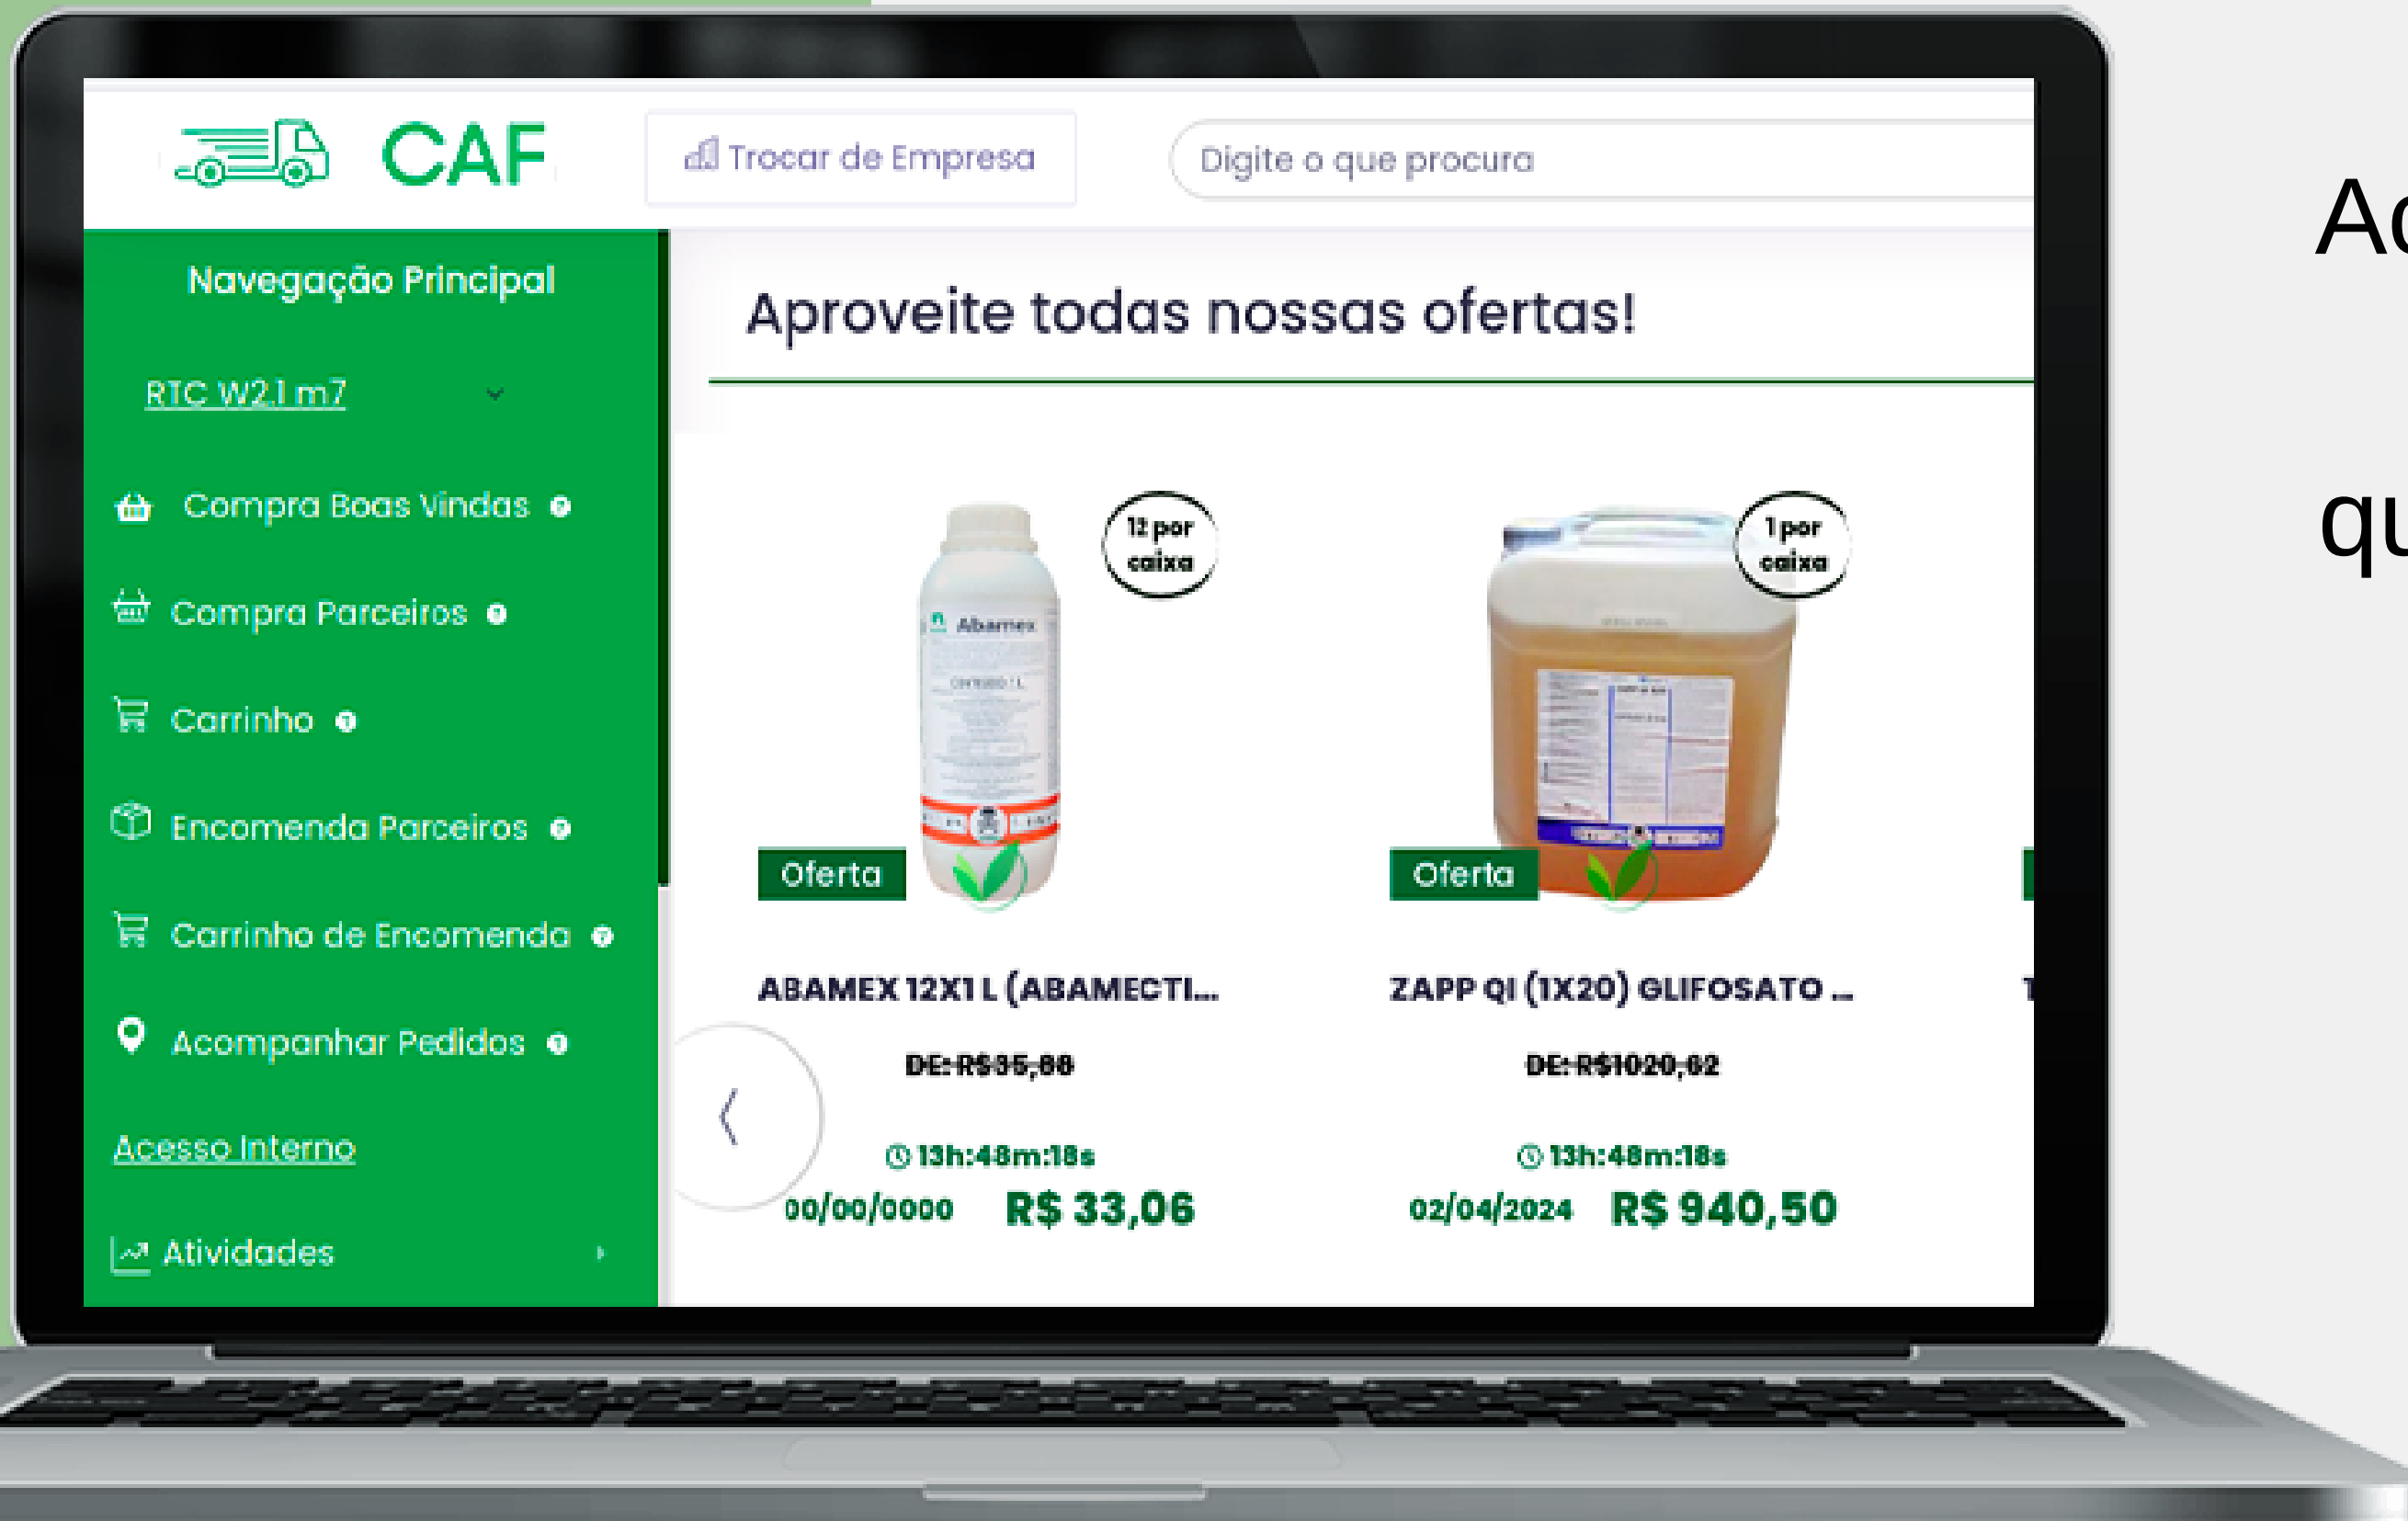 CAF
Trocar de Empresa
Digite o que procura
Navegação Principal
RTC W2.1 m7
Compra Boas Vindas
Compra Parceiros
Carrinho
Encomenda Parceiros
Carrinho de Encomenda
Acompanhar Pedidos
Acesso Interno
Atividades
Aproveite todas nossas ofertas!
12 por
caixa
Abamex
Oferta
ABAMEX 12X1 L (ABAMECTI...
DE: R$35,88
13h:48m:18s
00/00/0000 R$ 33,06
1 por
caixa
Oferta
ZAPP QI (1X20) GLIFOSATO ...
DE: R$1020,62
13h:48m:18s
02/04/2024 R$ 940,50